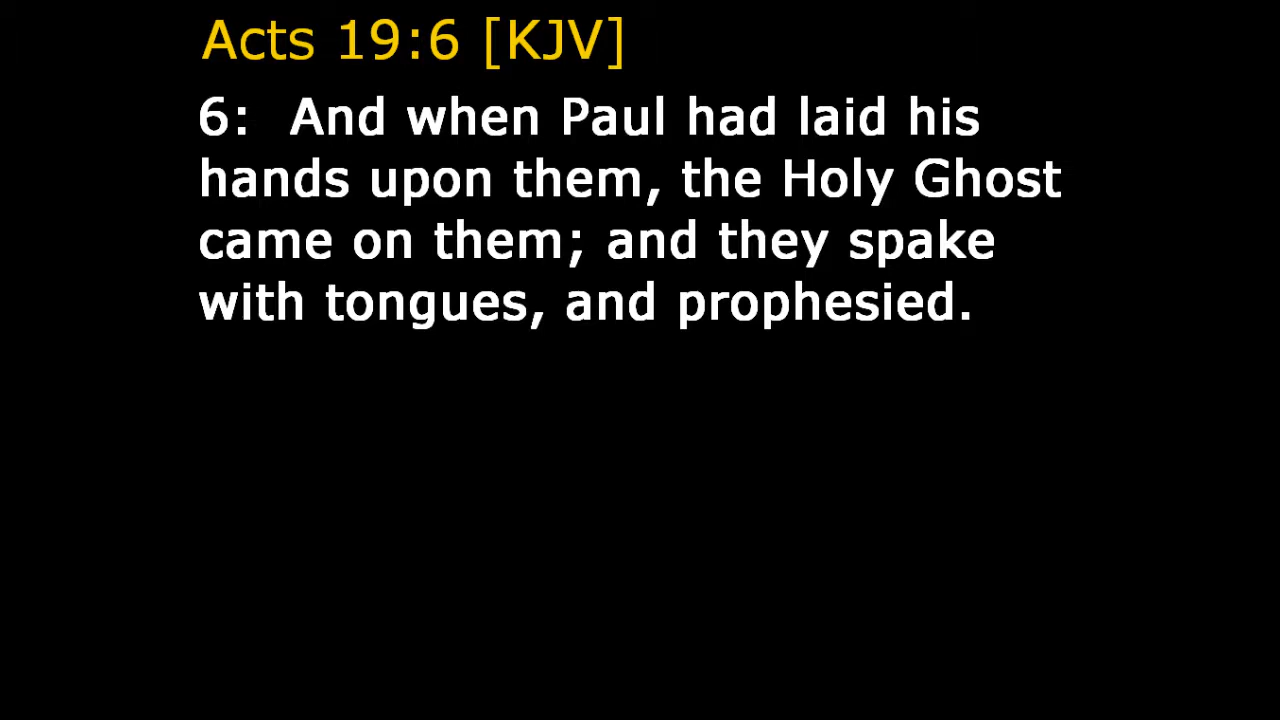 Acts 19:6 [KJV]
6: And when Paul had laid his
hands upon them, the Holy Ghost
came on them; and they spake
with tongues, and prophesied.